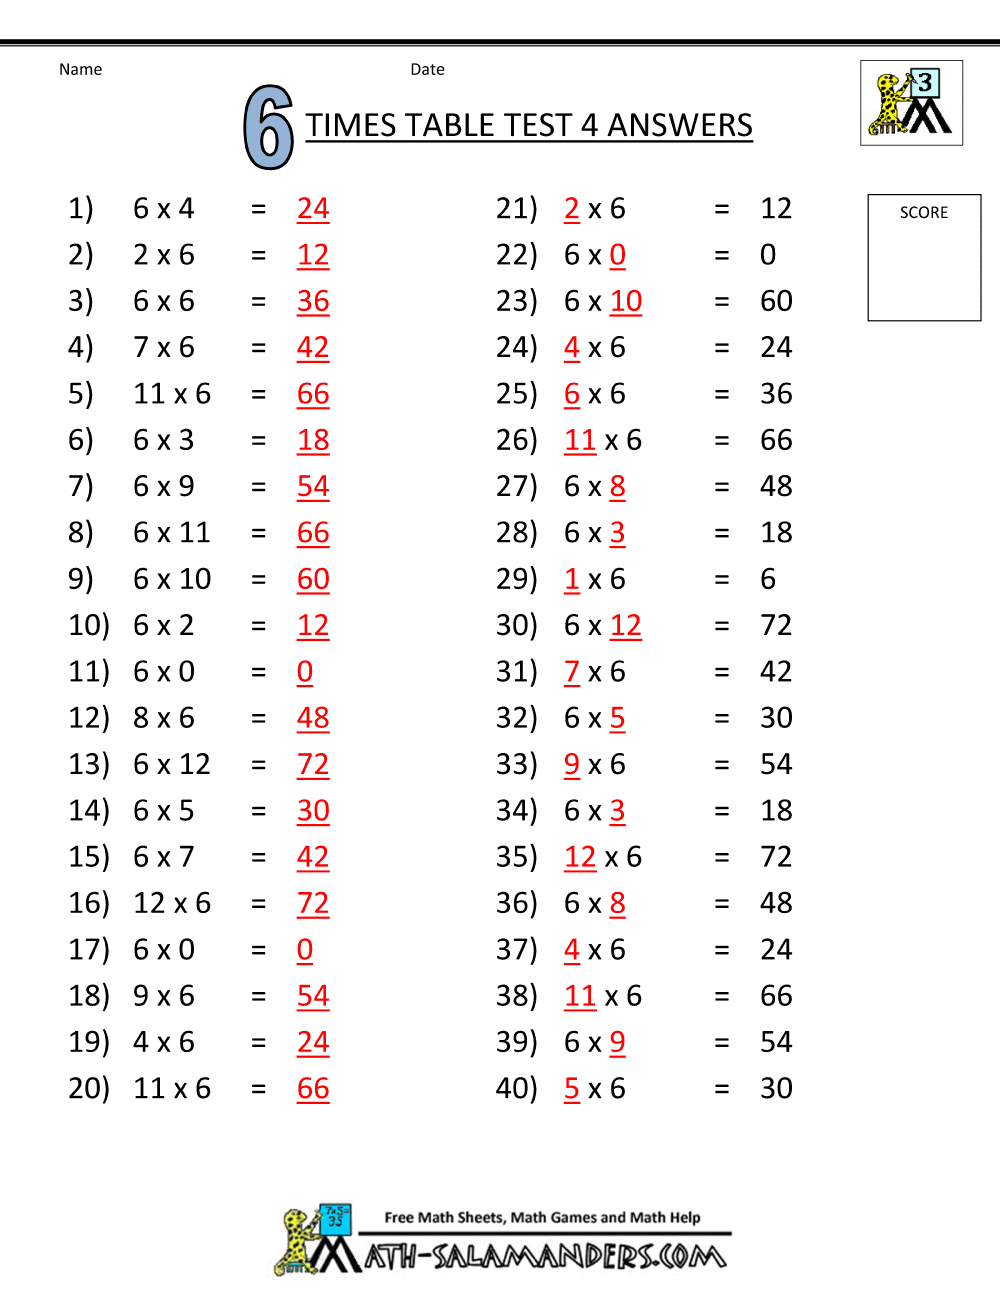 Name Date
3
6 TIMES TABLE TEST 4 ANSWERS
SCORE
1) 6 x 4 = 24
2) 2 x 6 = 12
3) 6 x 6 = 36
4) 7 x 6 = 42
5) 11 x 6 = 66
6) 6 x 3 = 18
7) 6 x 9 = 54
8) 6 x 11 = 66
9) 6 x 10 = 60
10) 6 x 2 = 12
11) 6 x 0 = 0
12) 8 x 6 = 48
13) 6 x 12 = 72
14) 6 x 5 = 30
15) 6 x 7 = 42
16) 12 x 6 = 72
17) 6 x 0 = 0
18) 9 x 6 = 54
19) 4 x 6 = 24
20) 11 x 6 = 66
21) 2 x 6 = 12
22) 6 x 0 = 0
23) 6 x 10 = 60
24) 4 x 6 = 24
25) 6 x 6 = 36
26) 11 x 6 = 66
27) 6 x 8 = 48
28) 6 x 3 = 18
29) 1 x 6 = 6
30) 6 x 12 = 72
31) 7 x 6 = 42
32) 6 x 5 = 30
33) 9 x 6 = 54
34) 6 x 3 = 18
35) 12 x 6 = 72
36) 6 x 8 = 48
37) 4 x 6 = 24
38) 11 x 6 = 66
39) 6 x 9 = 54
40) 5 x 6 = 30
7x5=
35
Free Math Sheets, Math Games and Math Help
MATH-SALAMANDERS.COM